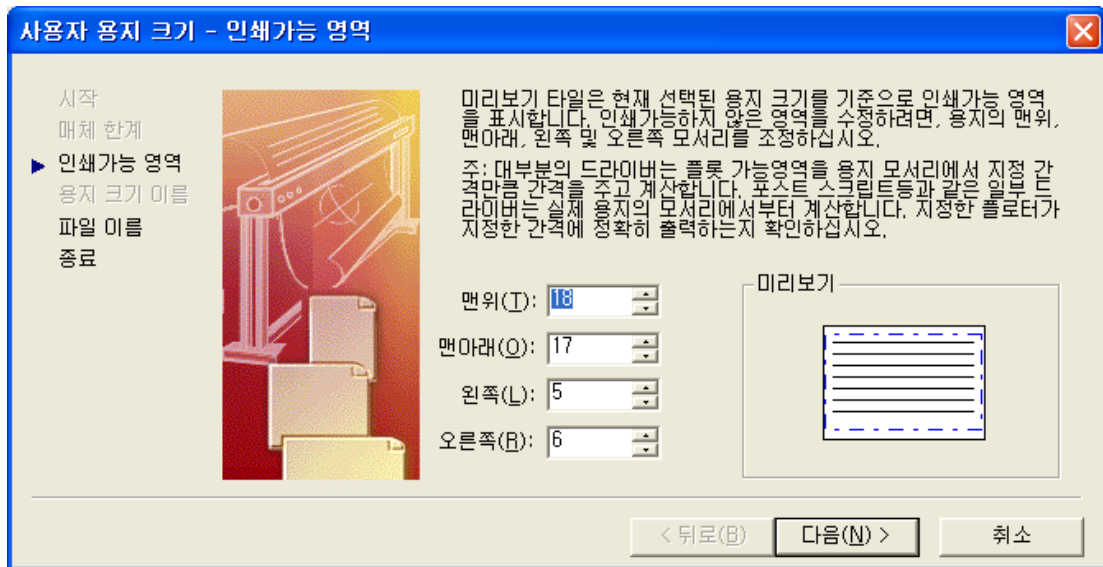 사용자 용지 크기 - 인쇄가능 영역
시작
매체 한계
인쇄가능 영역
용지 크기 이름
파일 이름
종료
미리보기 타일은 현재 선택된 용지 크기를 기준으로 인쇄가능 영역
을 표시합니다. 인쇄가능하지 않은 영역을 수정하려면, 용지의 맨위,
맨아래, 왼쪽 및 오른쪽 모서리를 조정하십시오.
주: 대부분의 드라이버는 플롯 가능영역을 용지 모서리에서 지정 간
격만큼 간격을 주고 계산합니다. 포스트 스크립트등과 같은 일부 드
라이버는 실제 용지의 모서리에서부터 계산합니다. 지정한 플로터가
지정한 간격에 정확히 출력하는지 확인하십시오.
맨위(T): 18
맨아래(O): 17
왼쪽(L): 5
오른쪽(R): 6
미리보기
< 뒤로(B)
다음(N) >
취소